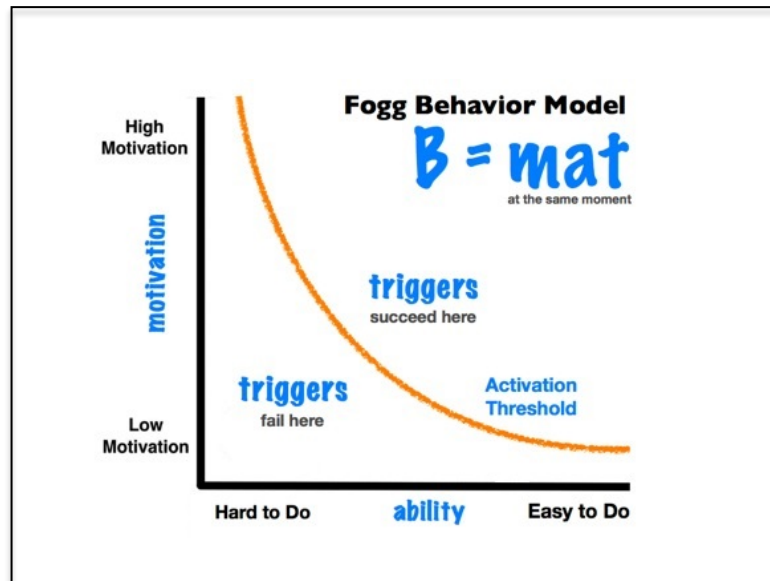 Fogg Behavior Model
B = mat
at the same moment
High
Motivation
motivation
triggers
succeed here
triggers
fail here
Activation
Threshold
Low
Motivation
Hard to Do
ability
Easy to Do